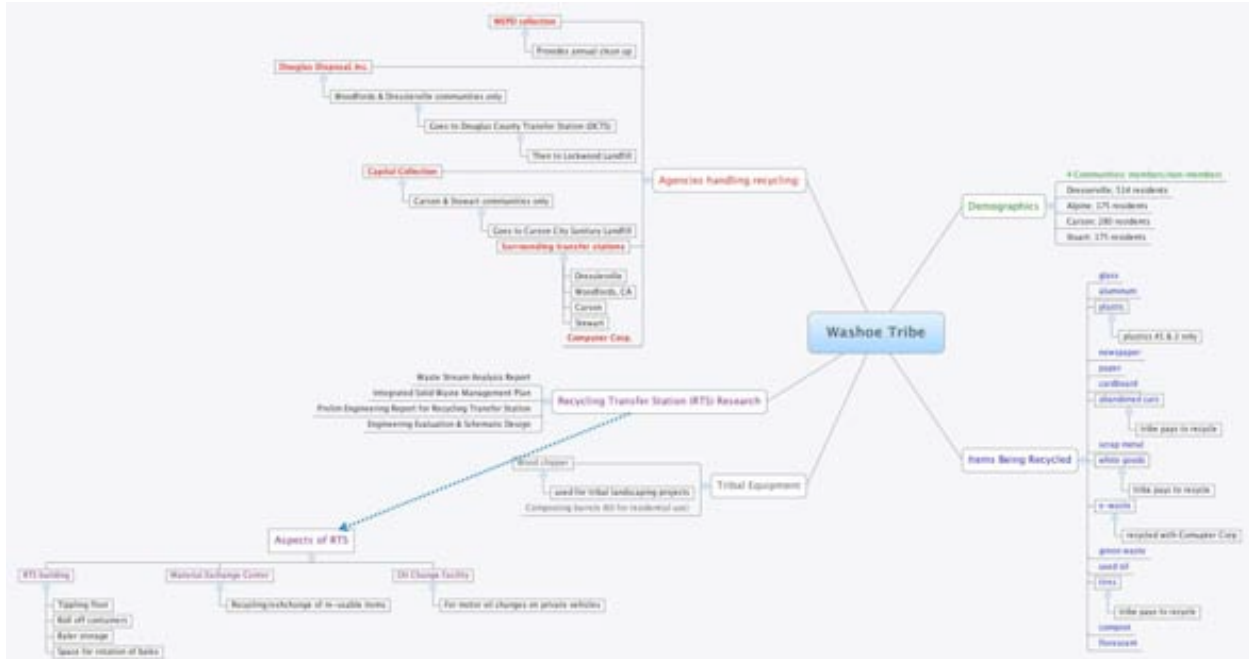 WEPD collection
Provides annual clean up
Douglas Disposal Inc.
Woodfords & Dresslerville communities only
Goes to Douglas County Transfer Station (DCTS)
Then to Lockwood Landfill
Capital Collection
Carson & Stewart communities only
Goes to Carson City Sanitary Landfill
Surrounding transfer stations
Dresslerville
Woodfords, CA
Carson
Stewart
Computer Corp.
Agencies handling recycling
Washoe Tribe
Demographics
4 Communities: members/non-members
Dresslerville: 524 residents
Alpine: 175 residents
Carson: 280 residents
Stuart: 175 residents
Items Being Recycled
glass
aluminum
plastic
plastics #1 & 2 only
newspaper
paper
cardboard
abandoned cars
tribe pays to recycle
scrap metal
white goods
tribe pays to recycle
e-waste
recycled with Comupter Corp
green waste
used oil
tires
tribe pays to recycle
compost
florescent
Recycling Transfer Station (RTS) Research
Waste Stream Analysis Report
Integrated Solid Waste Management Plan
Prelim Engineering Report for Recycling Transfer Station
Engineering Evaluation & Schematic Design
Tribal Equipment
Wood chipper
used for tribal landscaping projects
Composting barrels for residential use
Aspects of RTS
RTS building
Tippling floor
Roll off containers
Baler storage
Space for rotation of bales
Material Exchange Center
Recycling/exhchange of re-usable items
Oil Change Facility
For motor oil changes on private vehicles